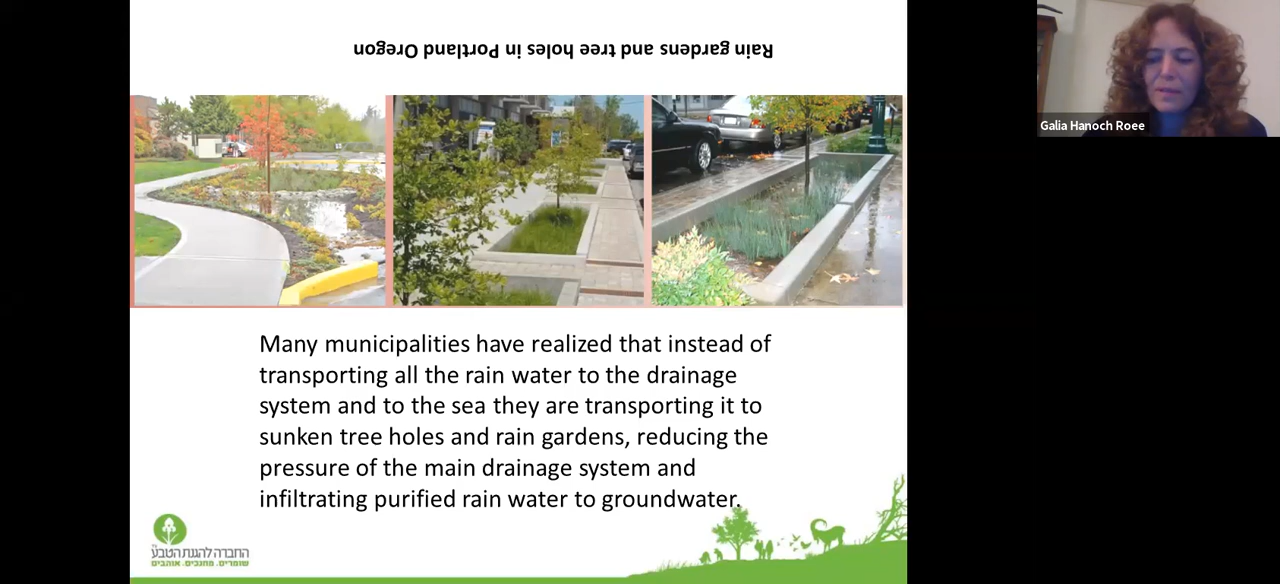 Rain gardens and tree holes in Portland Oregon
Galia Hanoch Roee
Many municipalities have realized that instead of
transporting all the rain water to the drainage
system and to the sea they are transporting it to
sunken tree holes and rain gardens, reducing the
pressure of the main drainage system and
infiltrating purified rain water to groundwater.
החברה להגנת הטבע
שומרים. מחנכים. אוהבים